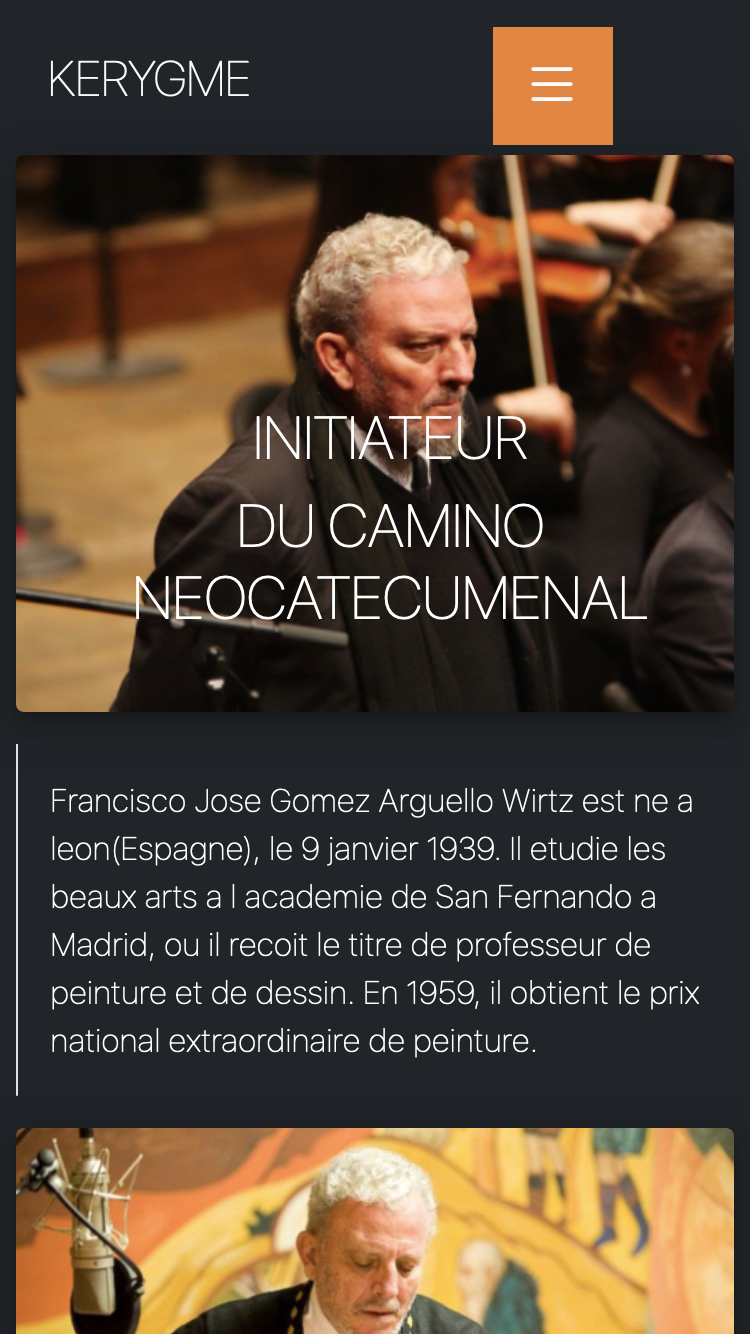 KERYGME
INITIATEUR
DU CAMINO
NEOCATECUMENAL
Francisco Jose Gomez Arguello Wirtz est ne a
leon(Espagne), le 9 janvier 1939. Il etudie les
beaux arts a l academie de San Fernando a
Madrid, ou il recoit le titre de professeur de
peinture et de dessin. En 1959, il obtient le prix
national extraordinaire de peinture.